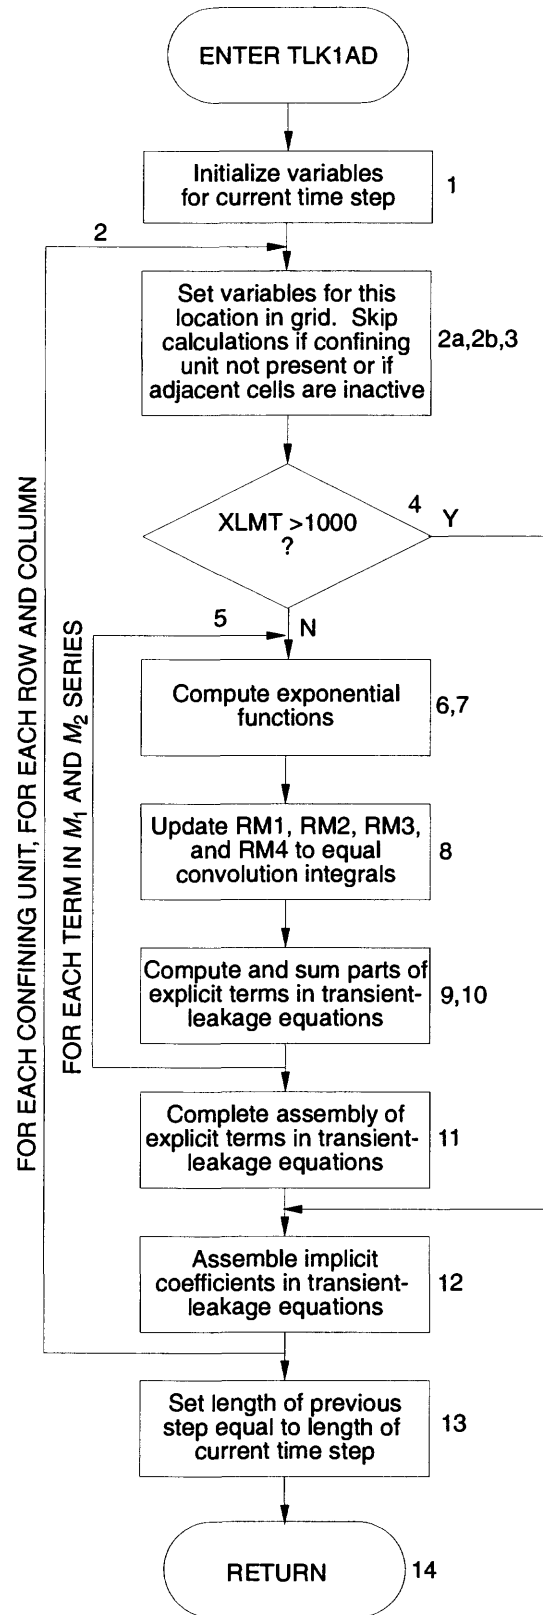 ENTER TLK1AD
Initialize variables
for current time step
1
2
Set variables for this
location in grid. Skip
calculations if confining
unit not present or if
adjacent cells are inactive
2a,2b,3
XLMT >1000
?
4
Y
5
N
Compute exponential
functions
6,7
Update RM1, RM2, RM3,
and RM4 to equal
convolution integrals
8
Compute and sum parts of
explicit terms in transient-
leakage equations
9,10
Complete assembly of
explicit terms in transient-
leakage equations
11
Assemble implicit
coefficients in transient-
leakage equations
12
Set length of previous
step equal to length of
current time step
13
RETURN
14
FOR EACH CONFINING UNIT, FOR EACH ROW AND COLUMN
FOR EACH TERM IN M₁ AND M₂ SERIES